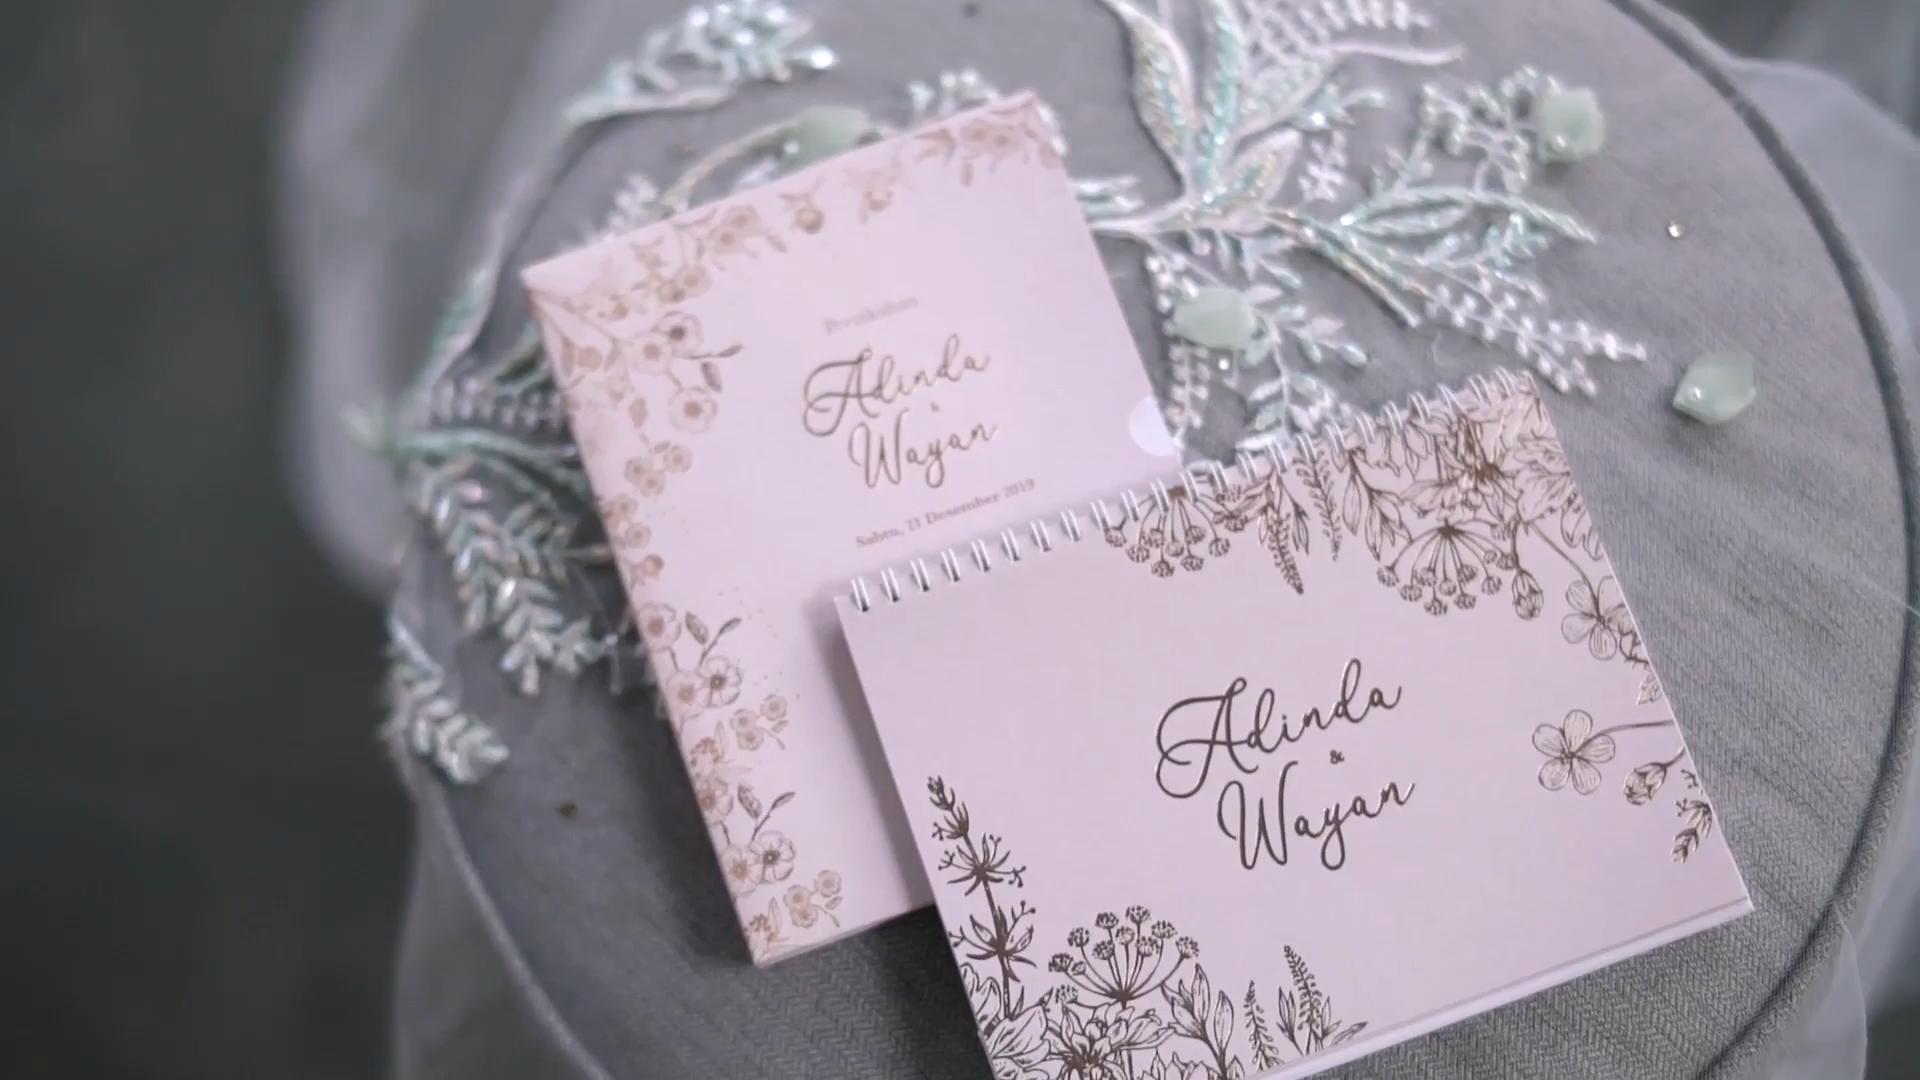 Pernikahan
Adinda
&
Wayan
Sabtu, 21 Desember 2019
Adinda
&
Wayan